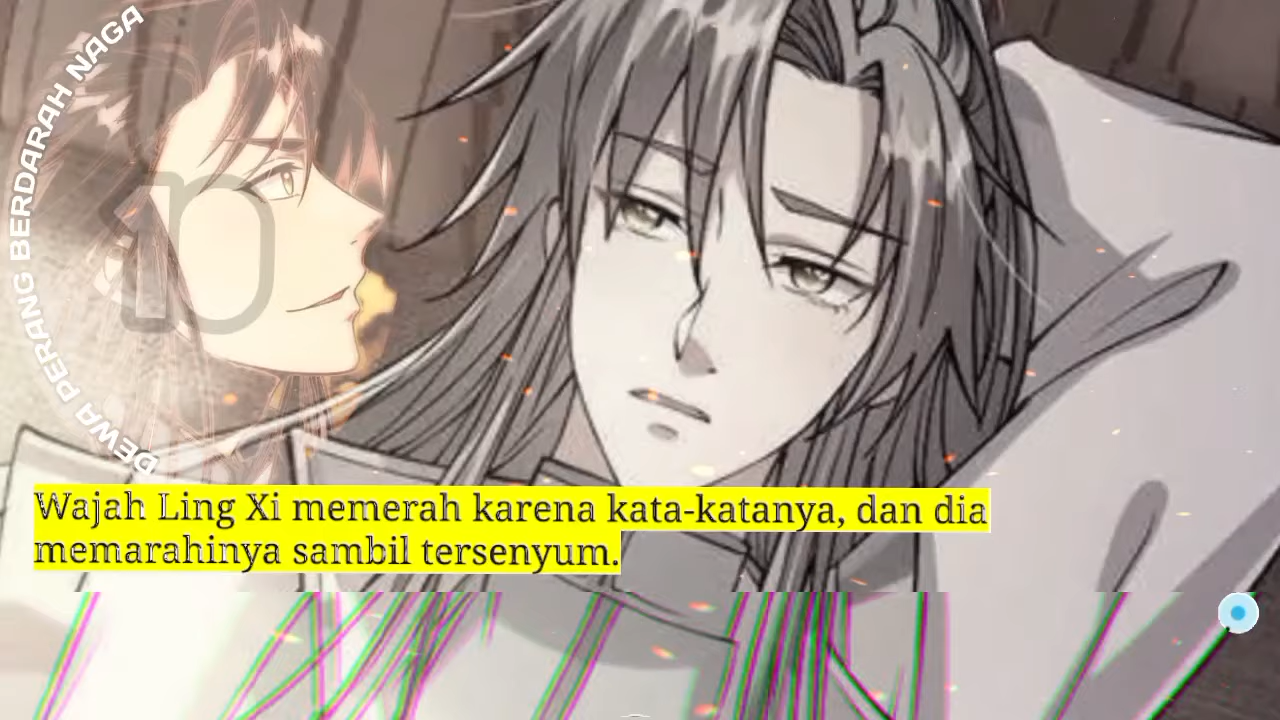 DEWA PERANG BERDARAH NAGA
Wajah Ling Xi memerah karena kata-katanya, dan dia
memarahinya sambil tersenyum.